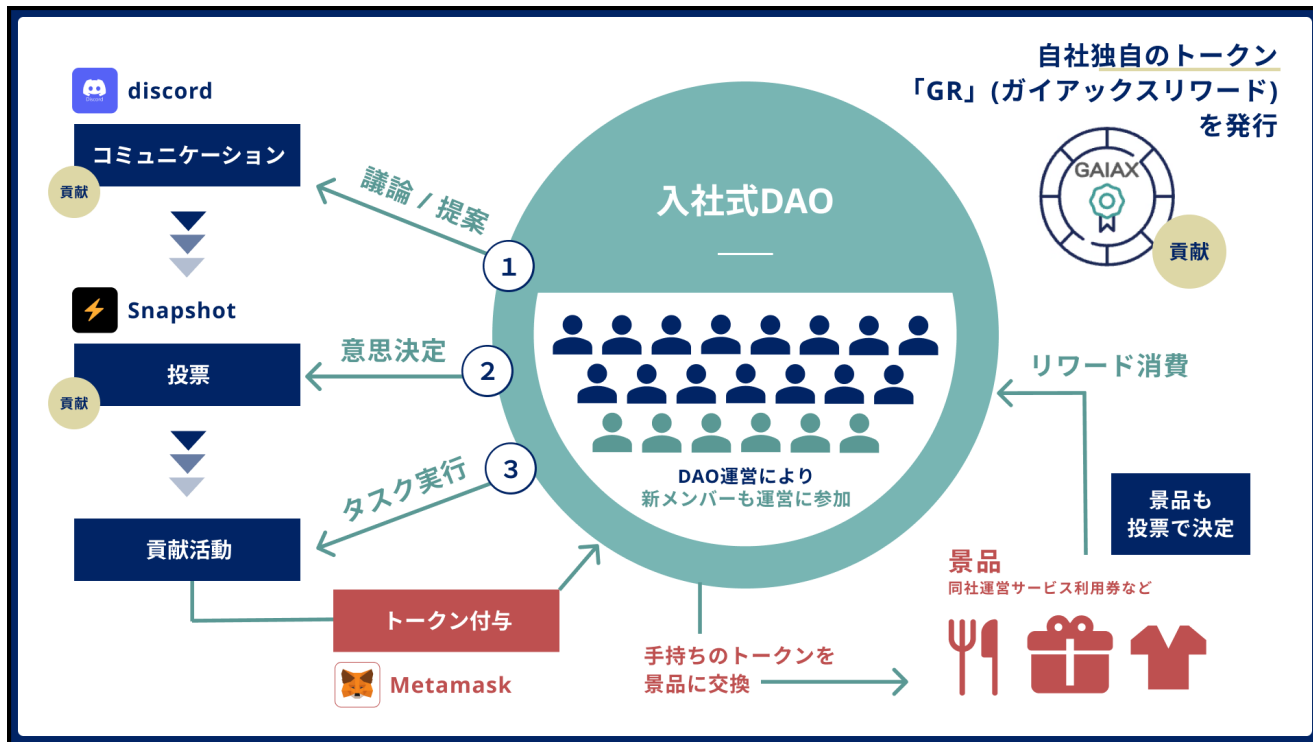 自社独自のトークン
「GR」(ガイアックスリワード)
を発行
GAIAX
貢献
discord
Discord
コミュニケーション
貢献
議論 / 提案
1
入社式DAO
Snapshot
投票
貢献
意思決定
2
タスク実行
3
貢献活動
DAO運営により
新メンバーも運営に参加
リワード消費
景品も
投票で決定
景品
同社運営サービス利用券など
トークン付与
Metamask
手持ちのトークンを
景品に交換